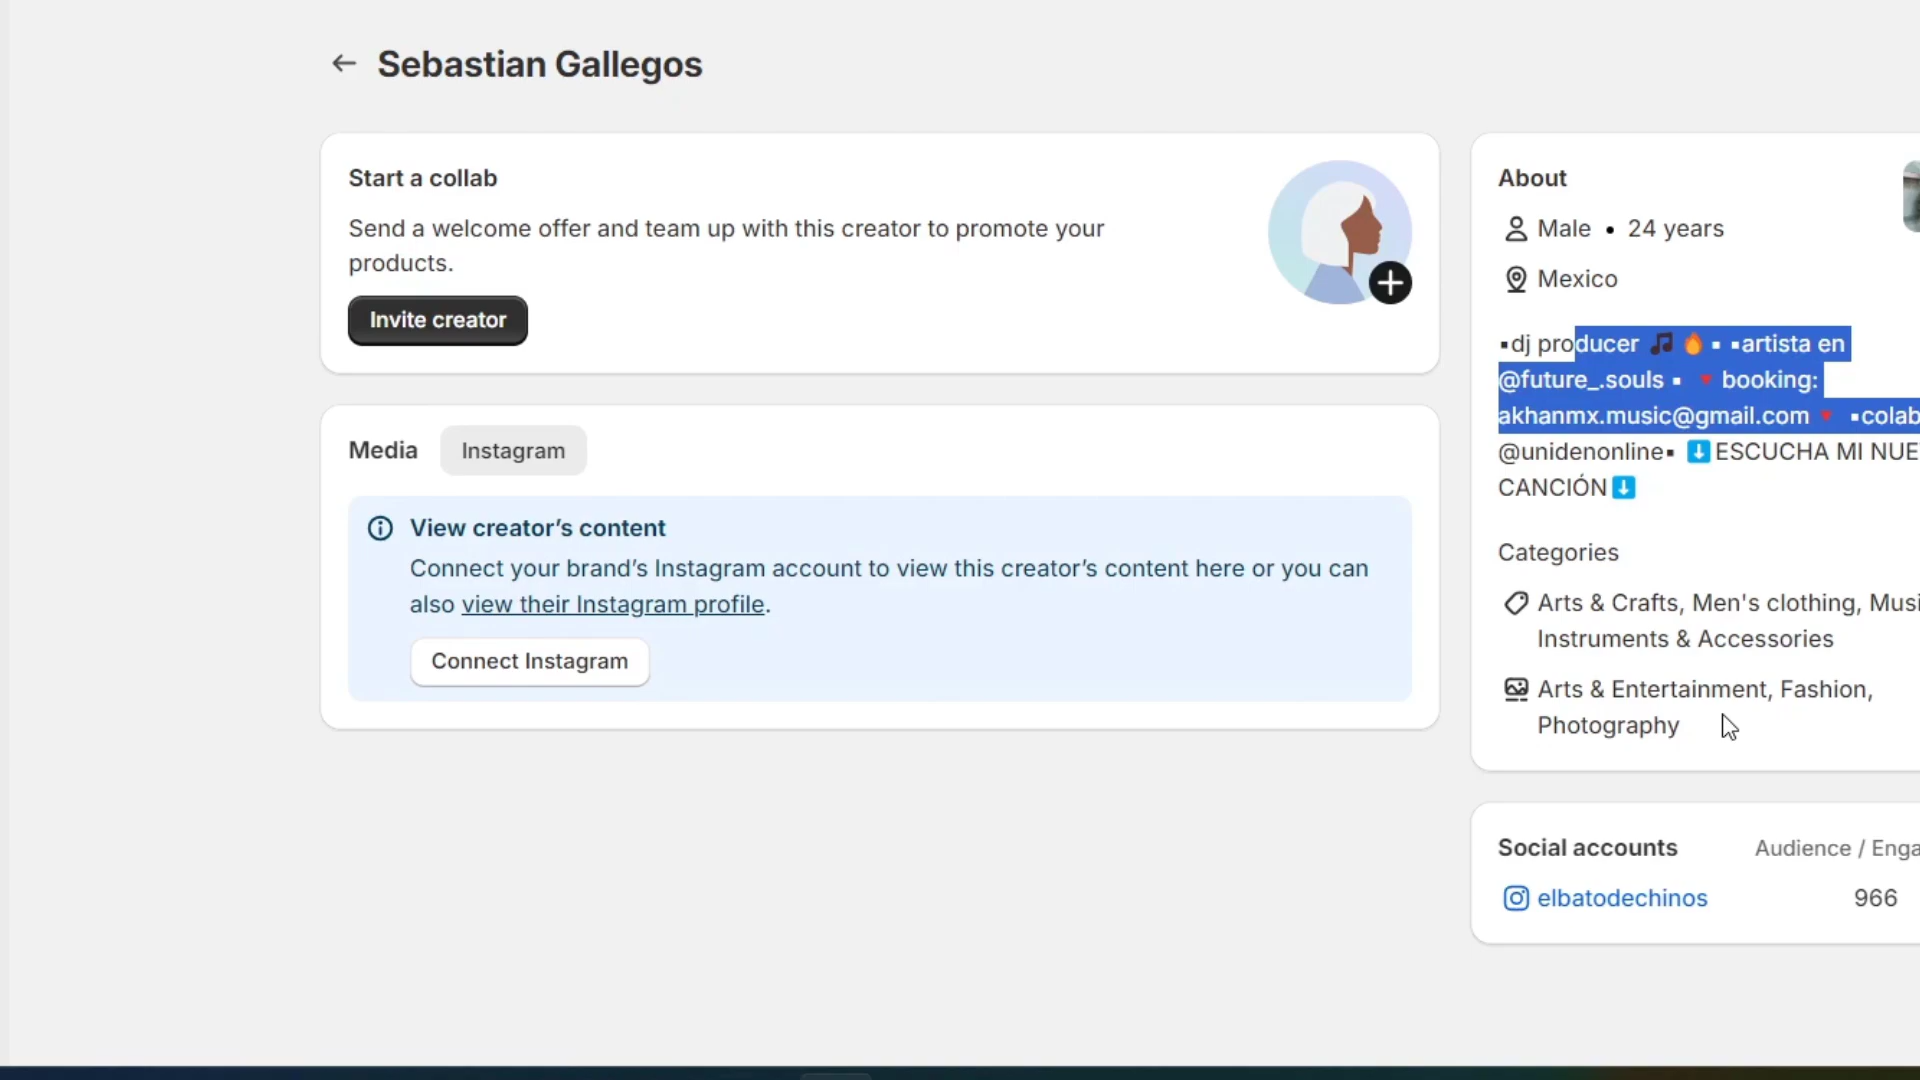 Sebastian Gallegos
Start a collab
Send a welcome offer and team up with this creator to promote your
products.
Invite creator
Media
Instagram
View creator’s content
Connect your brand’s Instagram account to view this creator’s content here or you can
also view their Instagram profile.
Connect Instagram
About
Male • 24 years
Mexico
▪️dj producer 🎵🔥▪️ ▪️artista en
@future_.souls▪️ 🔻booking:
akhanmx.music@gmail.com🔻 ▪️colab
@unidenonline▪️ ⬇️ESCUCHA MI NUE
CANCIÓN⬇️
Categories
Arts & Crafts, Men's clothing, Musi
Instruments & Accessories
Arts & Entertainment, Fashion,
Photography
Social accounts
Audience / Enga
elbatodechinos
966